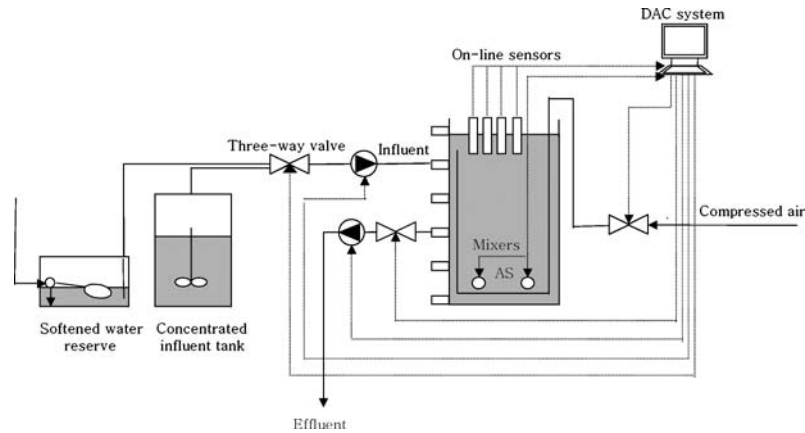 DAC system
On-line sensors
Three-way valve
Influent
Compressed air
Mixers
AS
Softened water
reserve
Concentrated
influent tank
Effluent